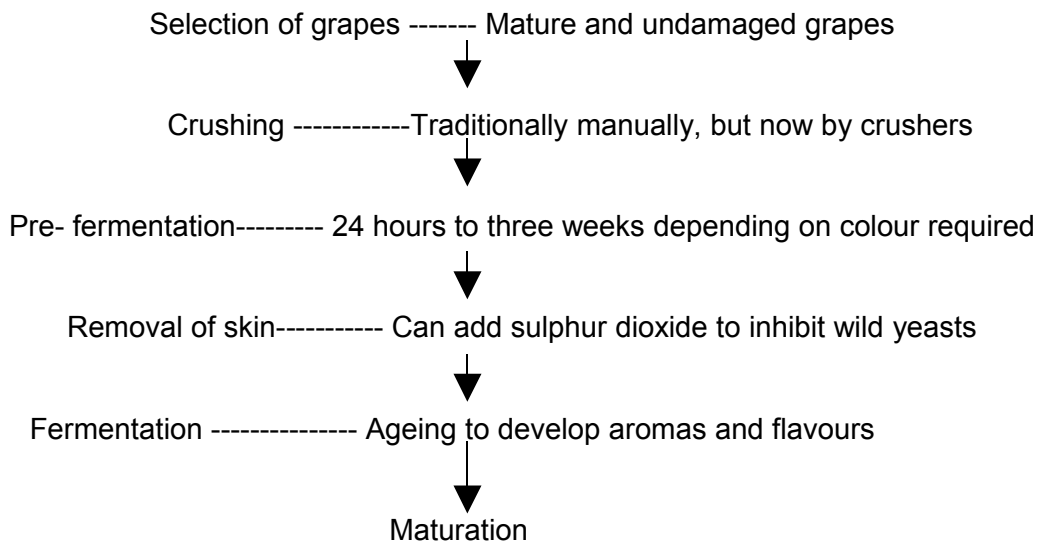 Selection of grapes ------- Mature and undamaged grapes
Crushing ------------Traditionally manually, but now by crushers
Pre- fermentation--------- 24 hours to three weeks depending on colour required
Removal of skin----------- Can add sulphur dioxide to inhibit wild yeasts
Fermentation --------------- Ageing to develop aromas and flavours
Maturation